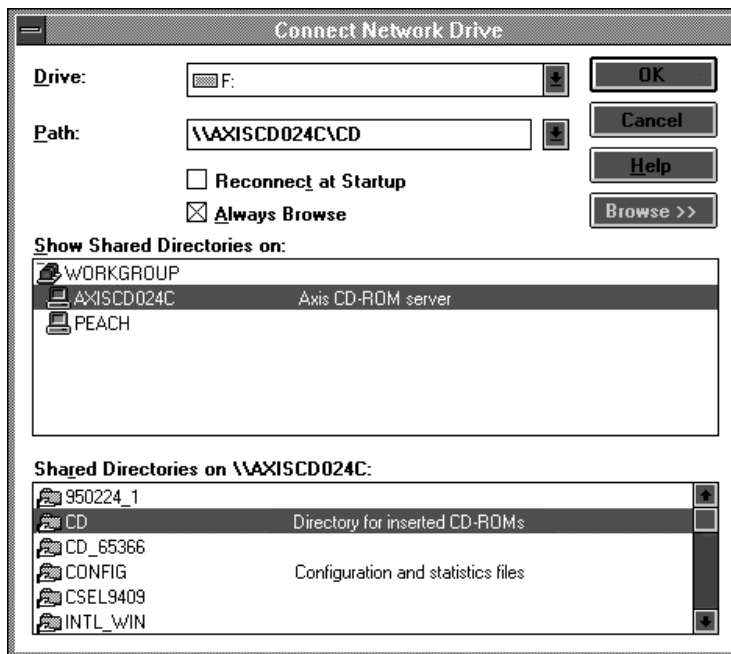 Connect Network Drive
Drive:
F:
OK
Path:
\\AXISCD024C\CD
Cancel
Help
Reconnect at Startup
Always Browse
Browse >>
Show Shared Directories on:
WORKGROUP
AXISCD024C Axis CD-ROM server
PEACH
Shared Directories on \\AXISCD024C:
950224_1
CD Directory for inserted CD-ROMs
CD_65366
CONFIG Configuration and statistics files
CSEL9409
INTL_WIN